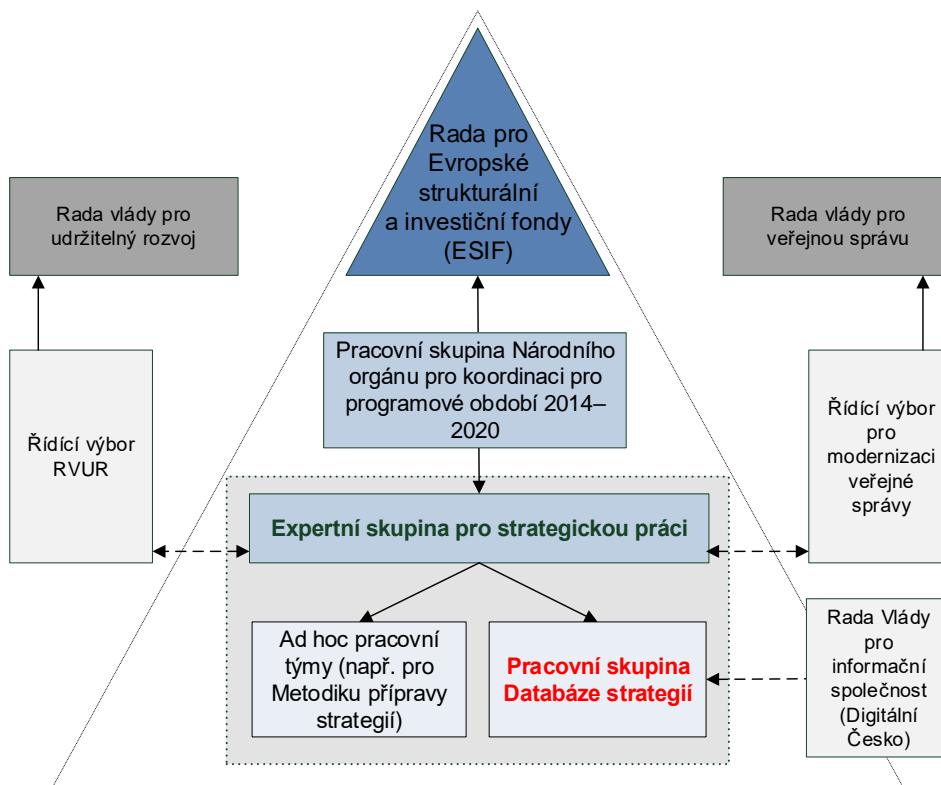 Rada pro
Evropské
strukturální
a investiční fondy
(ESIF)
Rada vlády pro
udržitelný rozvoj
Rada vlády pro
veřejnou správu
Pracovní skupina Národního
orgánu pro koordinaci pro
programové období 2014–
2020
Řídící výbor
RVUR
Řídící výbor
pro
modernizaci
veřejné
správy
Expertní skupina pro strategickou práci
Ad hoc pracovní
týmy (např. pro
Metodiku přípravy
strategií)
Pracovní skupina
Databáze strategií
Rada Vlády
pro
informační
společnost
(Digitální
Česko)